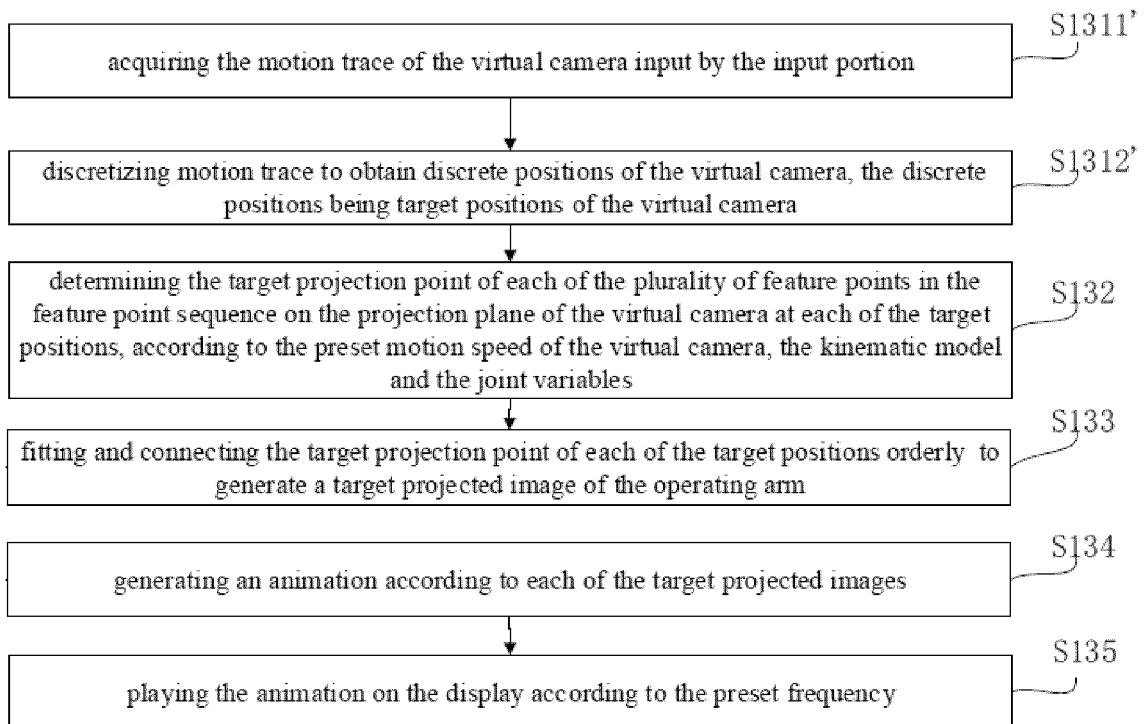 S1311’
acquiring the motion trace of the virtual camera input by the input portion
S1312’
discretizing motion trace to obtain discrete positions of the virtual camera, the discrete
positions being target positions of the virtual camera
determining the target projection point of each of the plurality of feature points in the
S132
feature point sequence on the projection plane of the virtual camera at each of the target
positions, according to the preset motion speed of the virtual camera, the kinematic model
and the joint variables
S133
fitting and connecting the target projection point of each of the target positions orderly to
generate a target projected image of the operating arm
S134
generating an animation according to each of the target projected images
S135
playing the animation on the display according to the preset frequency